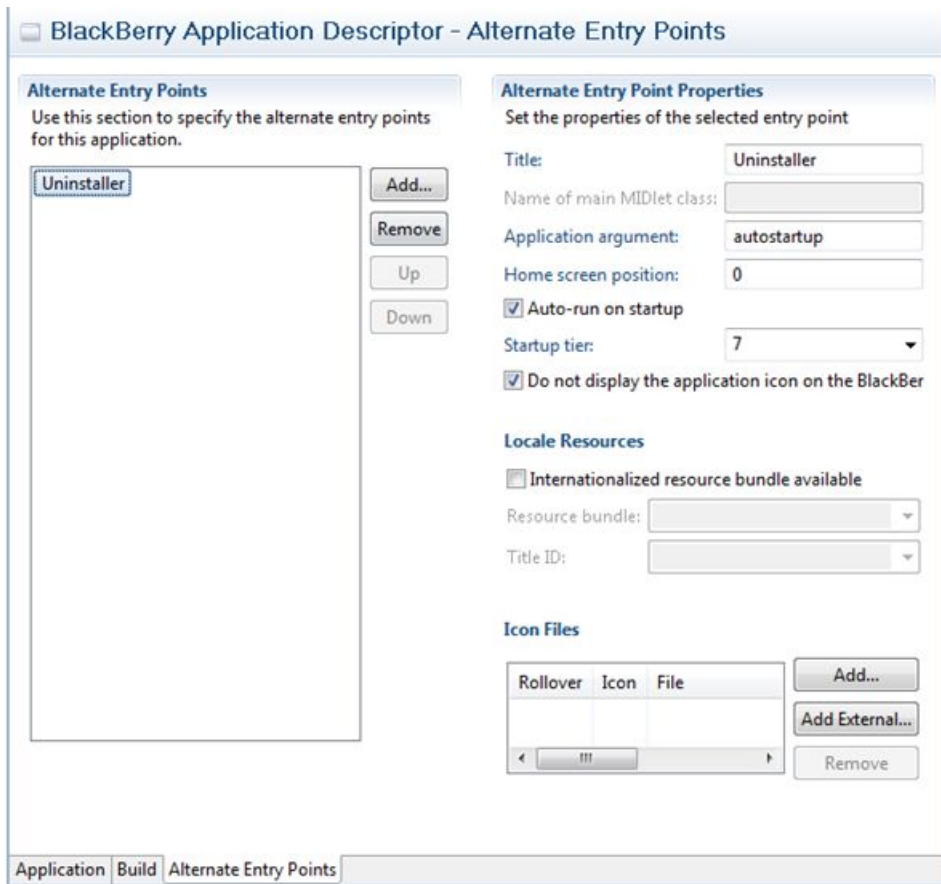 BlackBerry Application Descriptor - Alternate Entry Points
Alternate Entry Points
Use this section to specify the alternate entry points
for this application.
Uninstaller
Add...
Remove
Up
Down
Alternate Entry Point Properties
Set the properties of the selected entry point
Title: Uninstaller
Name of main MIDlet class:
Application argument: autostartup
Home screen position: 0
Auto-run on startup
Startup tier: 7
Do not display the application icon on the BlackBer
Locale Resources
Internationalized resource bundle available
Resource bundle:
Title ID:
Icon Files
Rollover Icon File
Add...
Add External...
Remove
Application Build Alternate Entry Points